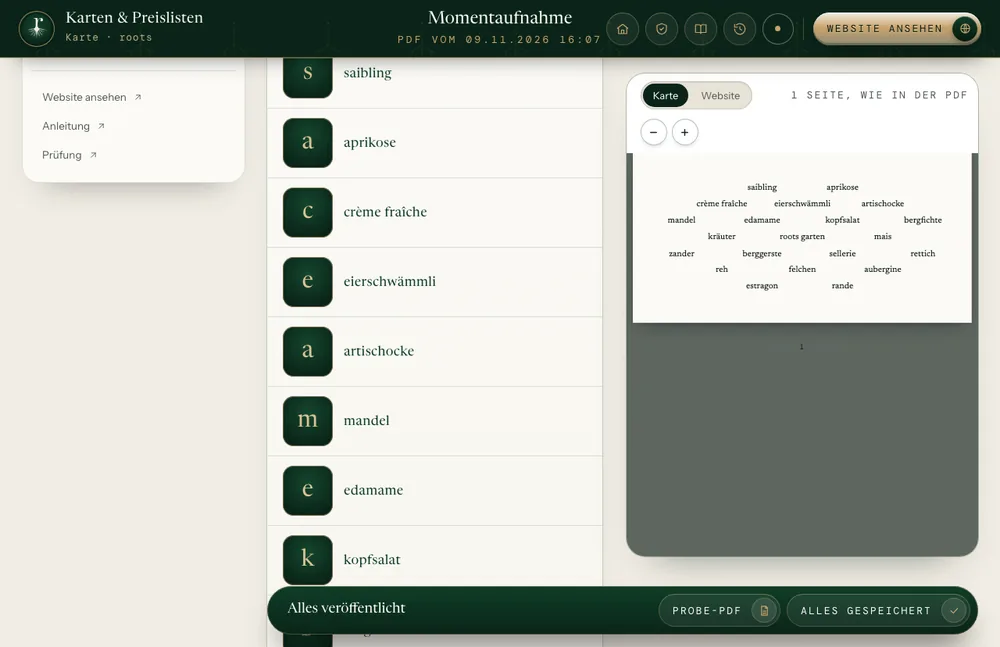 Karten & Preislisten
Karte · roots
Momentaufnahme
PDF VOM 09.11.2026 16:07
WEBSITE ANSEHEN
Website ansehen ↗
Anleitung ↗
Prüfung ↗
s saibling
a aprikose
c crème fraîche
e eierschwämmli
a artischocke
m mandel
e edamame
k kopfsalat
Karte Website 1 SEITE, WIE IN DER PDF
− +
saibling aprikose
crème fraîche eierschwämmli artischocke
mandel edamame kopfsalat bergfichte
kräuter roots garten mais
zander berggerste sellerie rettich
reh felchen aubergine
estragon rande
1
Alles veröffentlicht
PROBE-PDF
ALLES GESPEICHERT